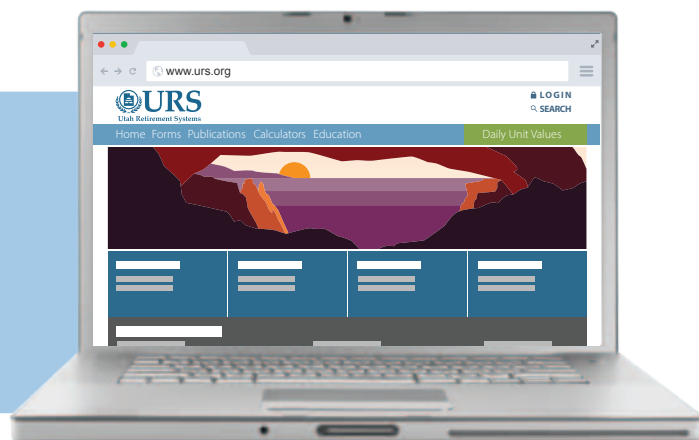 www.urs.org
URS
Utah Retirement Systems
LOGIN
SEARCH
Home Forms Publications Calculators Education Daily Unit Values